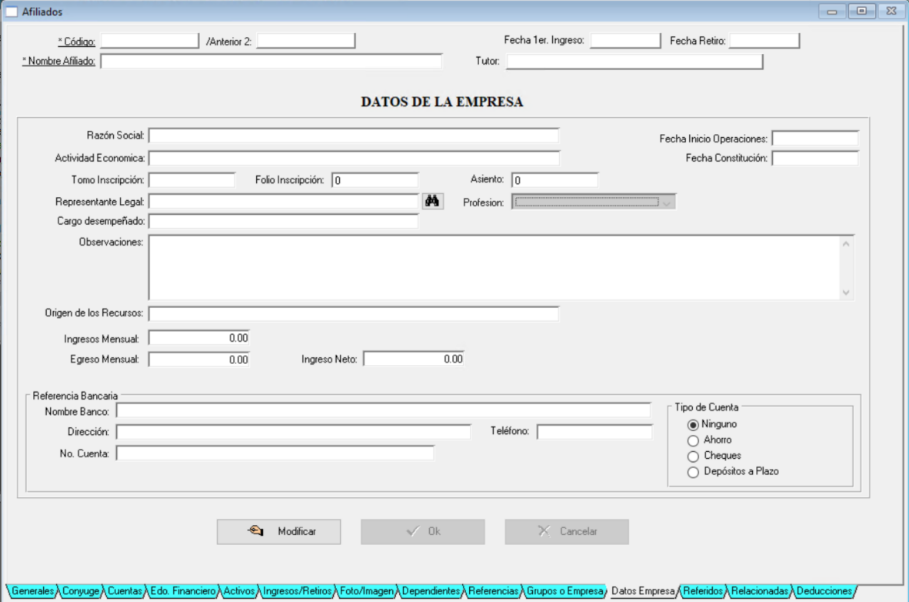 Afiliados
* Código: /Anterior 2: Fecha 1er. Ingreso: Fecha Retiro:
* Nombre Afiliado: Tutor:
DATOS DE LA EMPRESA
Razón Social: Fecha Inicio Operaciones:
Actividad Economica: Fecha Constitución:
Tomo Inscripción: Folio Inscripción: 0 Asiento: 0
Representante Legal: Profesion:
Cargo desempeñado:
Observaciones:
Origen de los Recursos:
Ingresos Mensual: 0.00
Egreso Mensual: 0.00 Ingreso Neto: 0.00
Referencia Bancaria
Nombre Banco:
Dirección: Teléfono:
No. Cuenta:
Tipo de Cuenta
Ninguno
Ahorro
Cheques
Depósitos a Plazo
Modificar Ok Cancelar
Generales Conyuge Cuentas Edo. Financiero Activos Ingresos/Retiros Foto/Imagen Dependientes Referencias Grupos o Empresa Datos Empresa Referidos Relacionadas Deducciones